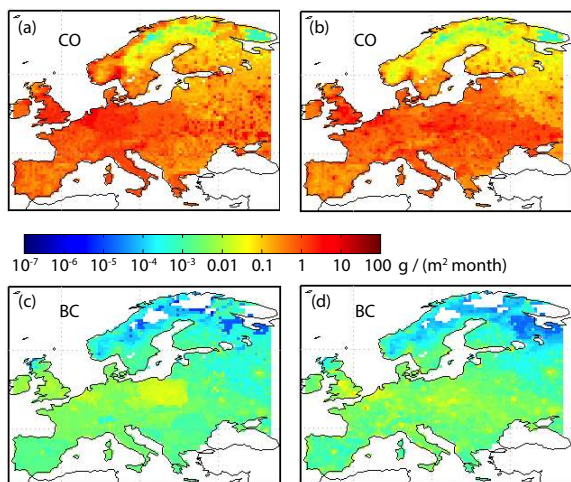 (a) CO (b) CO
10⁻⁷ 10⁻⁶ 10⁻⁵ 10⁻⁴ 10⁻³ 0.01 0.1 1 10 100 g / (m² month)
(c) BC (d) BC